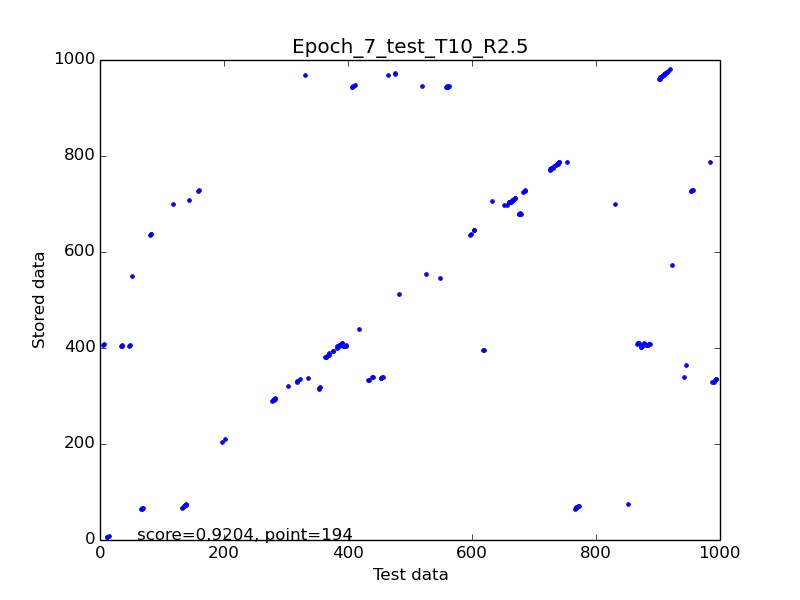 Epoch_7_test_T10_R2.5
1000
800
600
400
200
0
Stored data
score=0.9204, point=194
0 200 400 600 800 1000
Test data